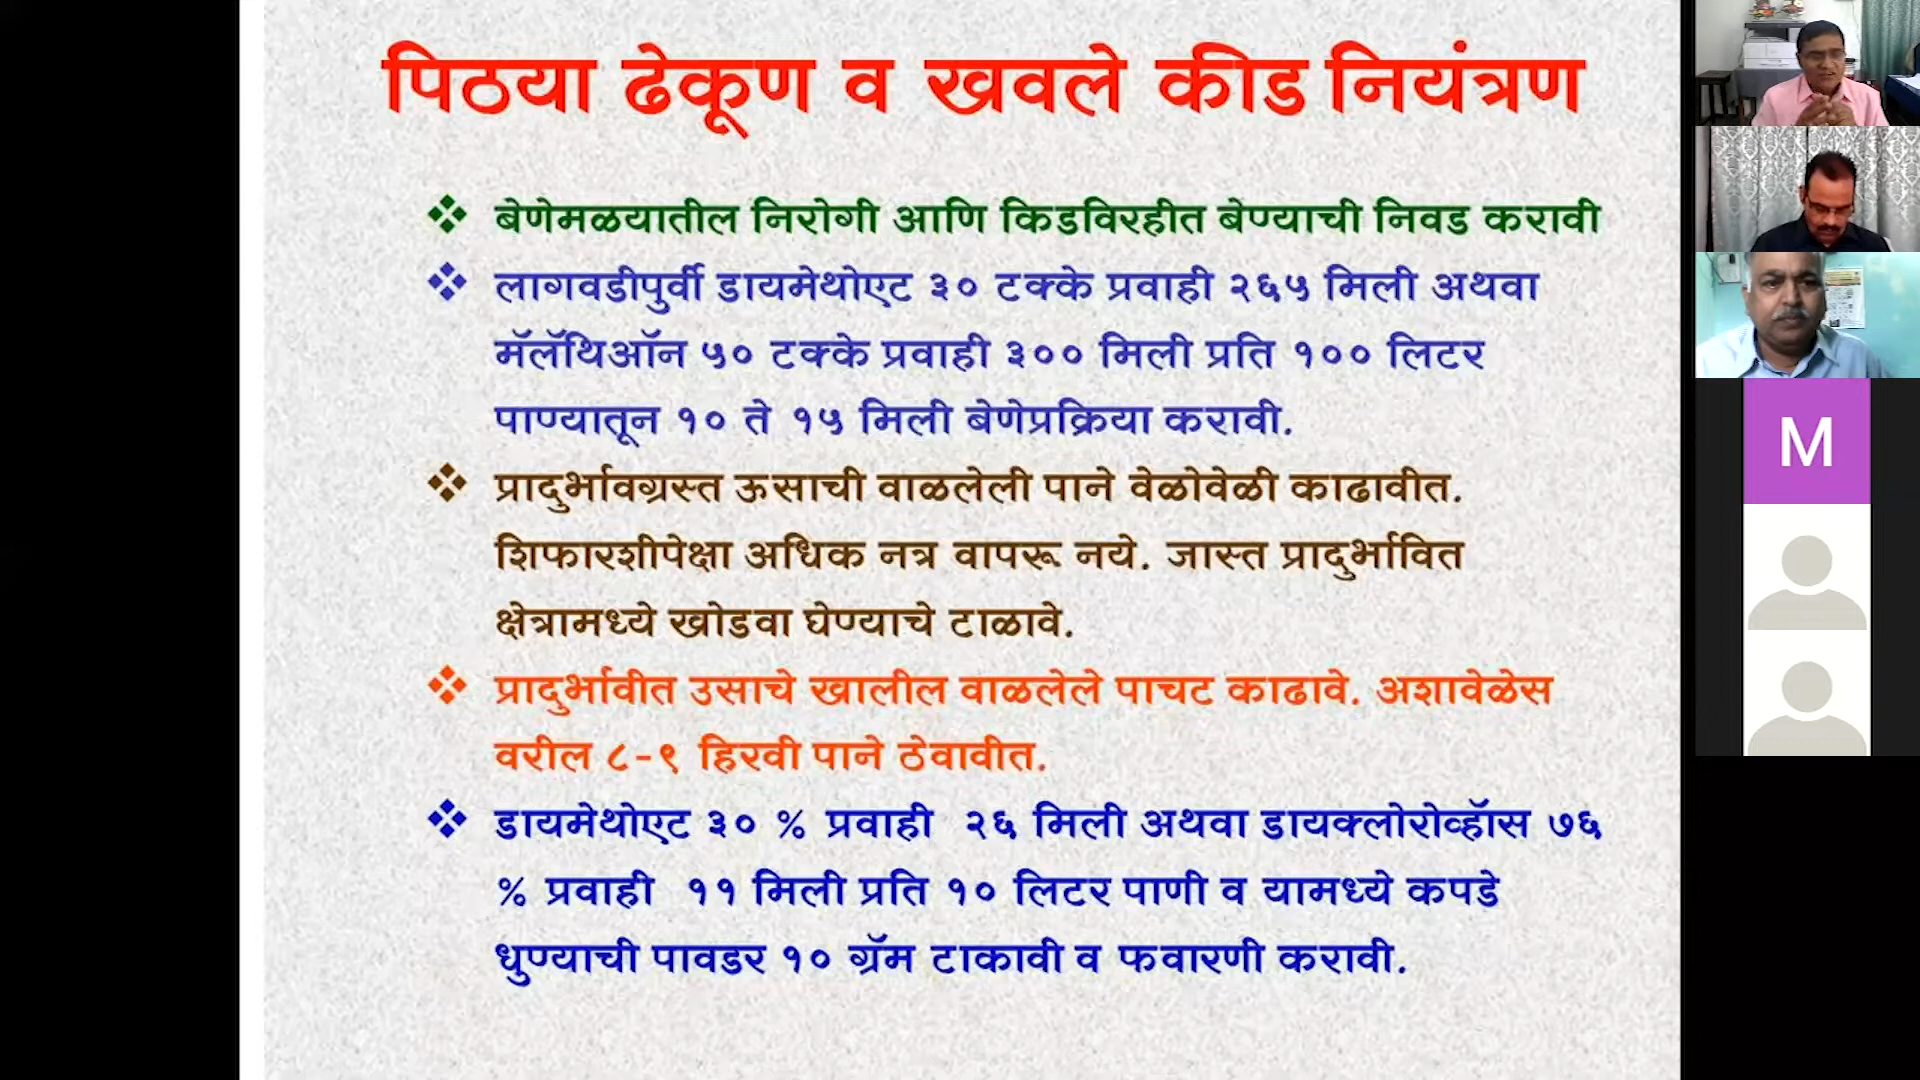 पिठया ढेकूण व खवले कीड नियंत्रण
❖ बेणेमळयातील निरोगी आणि किडविरहीत बेण्याची निवड करावी
❖ लागवडीपुर्वी डायमेथोएट ३० टक्के प्रवाही २६५ मिली अथवा
मॅलॅथिऑन ५० टक्के प्रवाही ३०० मिली प्रति १०० लिटर
पाण्यातून १० ते १५ मिली बेणेप्रक्रिया करावी.
❖ प्रादुर्भावग्रस्त ऊसाची वाळलेली पाने वेळोवेळी काढावीत.
शिफारशीपेक्षा अधिक नत्र वापरू नये. जास्त प्रादुर्भावित
क्षेत्रामध्ये खोडवा घेण्याचे टाळावे.
❖ प्रादुर्भावीत उसाचे खालील वाळलेले पाचट काढावे. अशावेळेस
वरील ८-९ हिरवी पाने ठेवावीत.
❖ डायमेथोएट ३० % प्रवाही २६ मिली अथवा डायक्लोरोव्हॉस ७६
% प्रवाही ११ मिली प्रति १० लिटर पाणी व यामध्ये कपडे
धुण्याची पावडर १० ग्रॅम टाकावी व फवारणी करावी.
M